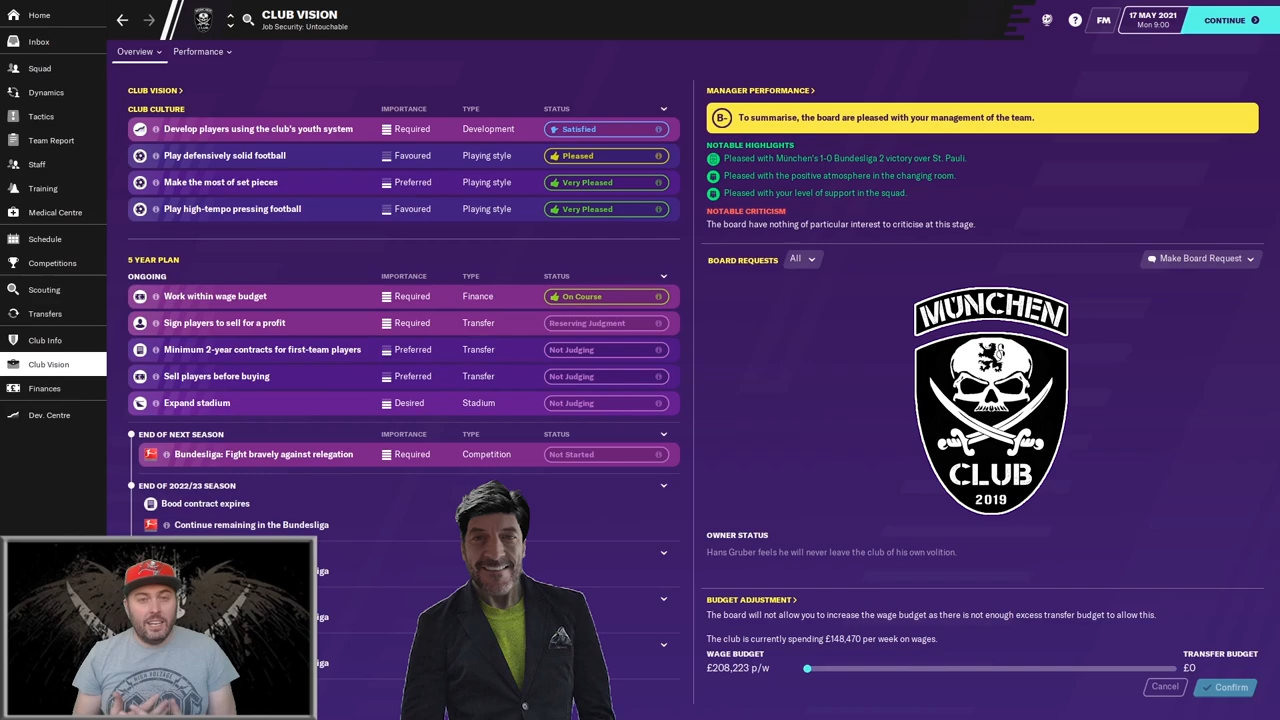 Home
Inbox
Squad
Dynamics
Tactics
Team Report
Staff
Training
Medical Centre
Schedule
Competitions
Scouting
Transfers
Club Info
Club Vision
Finances
Dev. Centre
CLUB VISION
Job Security: Untouchable
FM
17 MAY 2021
Mon 9:00
CONTINUE
Overview
Performance
CLUB VISION >
CLUB CULTURE IMPORTANCE TYPE STATUS
Develop players using the club's youth system Required Development Satisfied
Play defensively solid football Favoured Playing style Pleased
Make the most of set pieces Preferred Playing style Very Pleased
Play high-tempo pressing football Favoured Playing style Very Pleased
5 YEAR PLAN
ONGOING IMPORTANCE TYPE STATUS
Work within wage budget Required Finance On Course
Sign players to sell for a profit Required Transfer Reserving Judgment
Minimum 2-year contracts for first-team players Preferred Transfer Not Judging
Sell players before buying Preferred Transfer Not Judging
Expand stadium Desired Stadium Not Judging
END OF NEXT SEASON IMPORTANCE TYPE STATUS
Bundesliga: Fight bravely against relegation Required Competition Not Started
END OF 2022/23 SEASON
Bood contract expires
Continue remaining in the Bundesliga
iga
iga
iga
MANAGER PERFORMANCE >
B- To summarise, the board are pleased with your management of the team.
NOTABLE HIGHLIGHTS
Pleased with München's 1-0 Bundesliga 2 victory over St. Pauli.
Pleased with the positive atmosphere in the changing room.
Pleased with your level of support in the squad.
NOTABLE CRITICISM
The board have nothing of particular interest to criticise at this stage.
BOARD REQUESTS All Make Board Request
MÜNCHEN
CLUB
2019
OWNER STATUS
Hans Gruber feels he will never leave the club of his own volition.
BUDGET ADJUSTMENT >
The board will not allow you to increase the wage budget as there is not enough excess transfer budget to allow this.
The club is currently spending £148,470 per week on wages.
WAGE BUDGET TRANSFER BUDGET
£208,223 p/w £0
Cancel Confirm